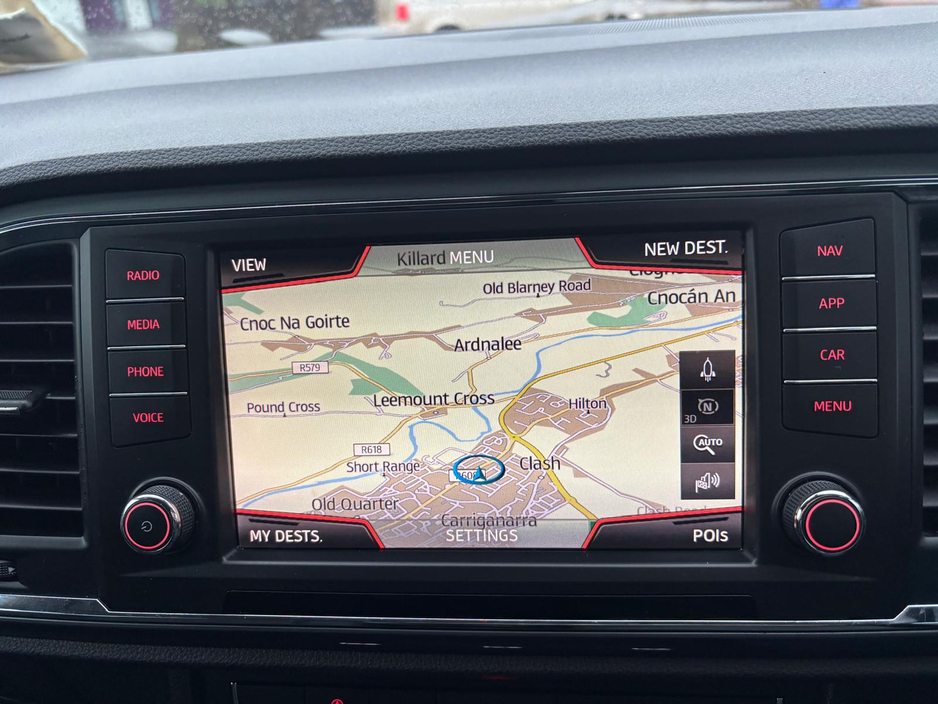 VIEW
Killard MENU
NEW DEST.
RADIO
MEDIA
PHONE
VOICE
Old Blarney Road
Cnocán An
Cnoc Na Goirte
Ardnalee
R579
Leemount Cross
Pound Cross
Hilton
R618
Short Range
Clash
Old Quarter
Carriganarra
3D
N
AUTO
MY DESTS.
SETTINGS
POIs
NAV
APP
CAR
MENU